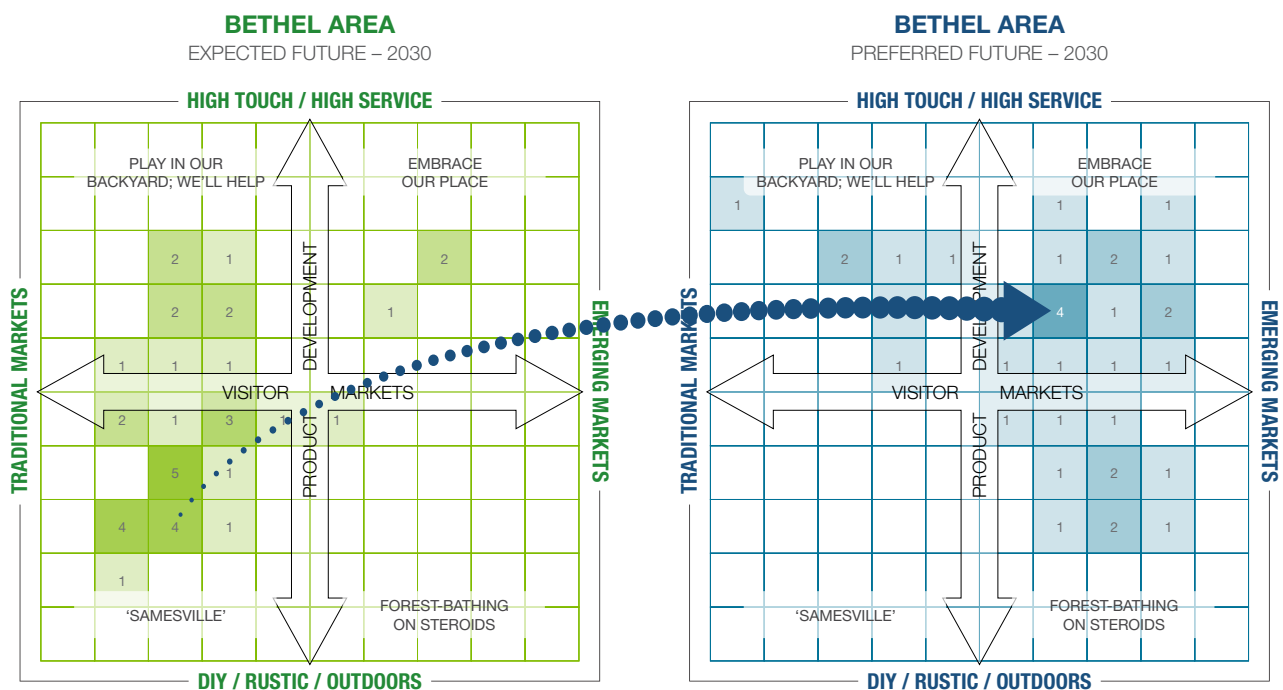 BETHEL AREA
EXPECTED FUTURE – 2030
HIGH TOUCH / HIGH SERVICE
PLAY IN OUR
BACKYARD; WE'LL HELP
EMBRACE
OUR PLACE
2 1 2
2 2 1
1 1 1
2 1 3 1 1
5 1
4 4 1
1
TRADITIONAL MARKETS
EMERGING MARKETS
VISITOR MARKETS
PRODUCT DEVELOPMENT
'SAMESVILLE'
FOREST-BATHING
ON STEROIDS
DIY / RUSTIC / OUTDOORS
BETHEL AREA
PREFERRED FUTURE – 2030
HIGH TOUCH / HIGH SERVICE
PLAY IN OUR
BACKYARD; WE'LL HELP
EMBRACE
OUR PLACE
1 1 1
2 1 1 1 2 1
4 1 2
1 1 1 1 1
1 1 1
1 2 1
1 2 1
TRADITIONAL MARKETS
EMERGING MARKETS
VISITOR MARKETS
PRODUCT DEVELOPMENT
'SAMESVILLE'
FOREST-BATHING
ON STEROIDS
DIY / RUSTIC / OUTDOORS